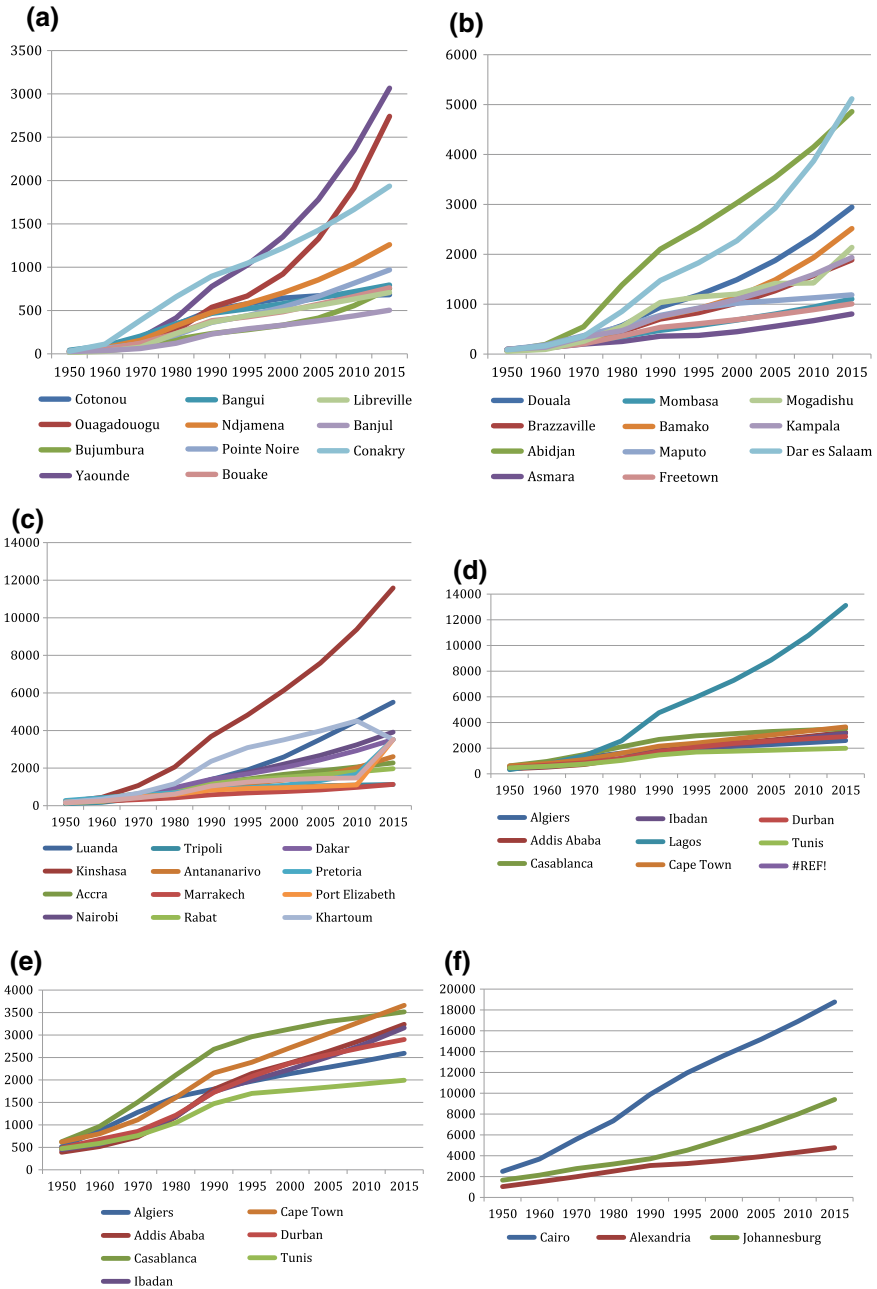 (a)
3500
3000
2500
2000
1500
1000
500
0
1950 1960 1970 1980 1990 1995 2000 2005 2010 2015
Cotonou Bangui Libreville
Ouagadouogu Ndjamena Banjul
Bujumbura Pointe Noire Conakry
Yaounde Bouake
(b)
6000
5000
4000
3000
2000
1000
0
1950 1960 1970 1980 1990 1995 2000 2005 2010 2015
Douala Mombasa Mogadishu
Brazzaville Bamako Kampala
Abidjan Maputo Dar es Salaam
Asmara Freetown
(c)
14000
12000
10000
8000
6000
4000
2000
0
1950 1960 1970 1980 1990 1995 2000 2005 2010 2015
Luanda Tripoli Dakar
Kinshasa Antananarivo Pretoria
Accra Marrakech Port Elizabeth
Nairobi Rabat Khartoum
(d)
14000
12000
10000
8000
6000
4000
2000
0
1950 1960 1970 1980 1990 1995 2000 2005 2010 2015
Algiers Ibadan Durban
Addis Ababa Lagos Tunis
Casablanca Cape Town #REF!
(e)
4000
3500
3000
2500
2000
1500
1000
500
0
1950 1960 1970 1980 1990 1995 2000 2005 2010 2015
Algiers Cape Town
Addis Ababa Durban
Casablanca Tunis
Ibadan
(f)
20000
18000
16000
14000
12000
10000
8000
6000
4000
2000
0
1950 1960 1970 1980 1990 1995 2000 2005 2010 2015
Cairo Alexandria Johannesburg